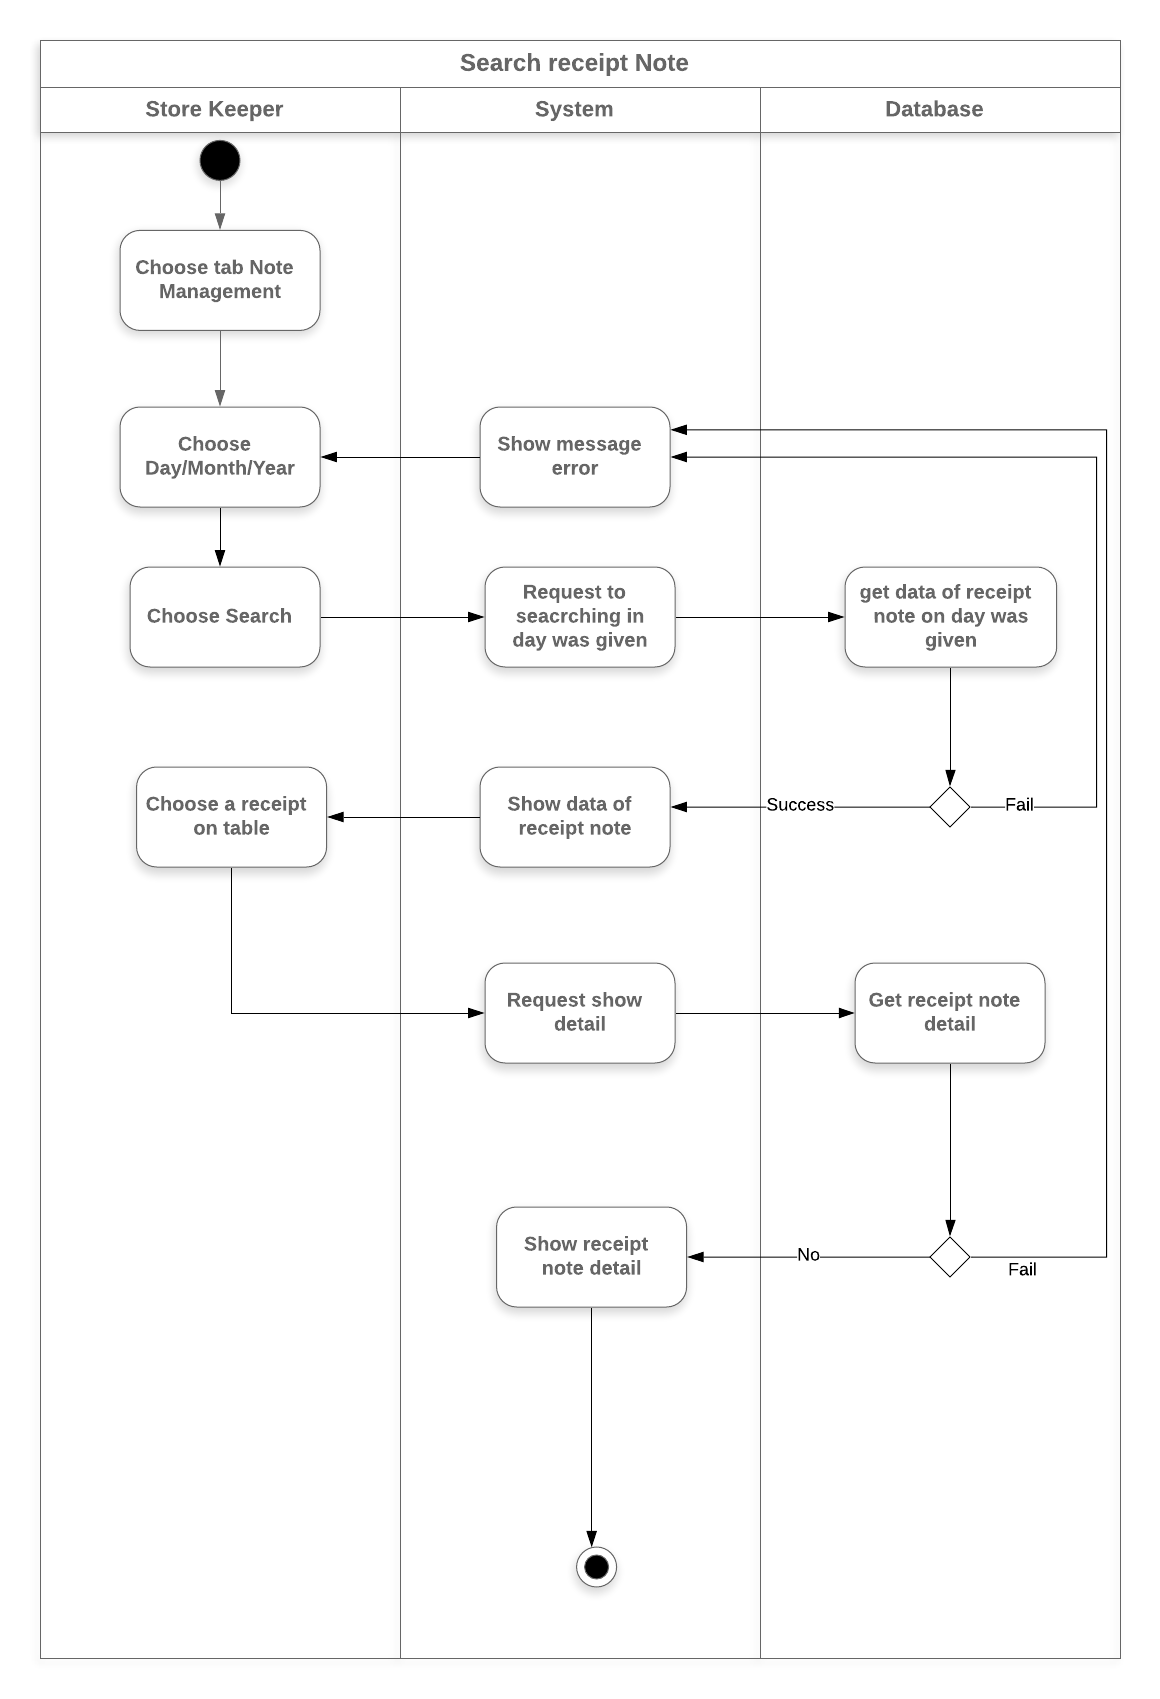 Search receipt Note
Store Keeper
System
Database
Choose tab Note
Management
Choose
Day/Month/Year
Show message
error
Choose Search
Request to
seacrching in
day was given
get data of receipt
note on day was
given
Choose a receipt
on table
Show data of
receipt note
Success
Fail
Request show
detail
Get receipt note
detail
Show receipt
note detail
No
Fail